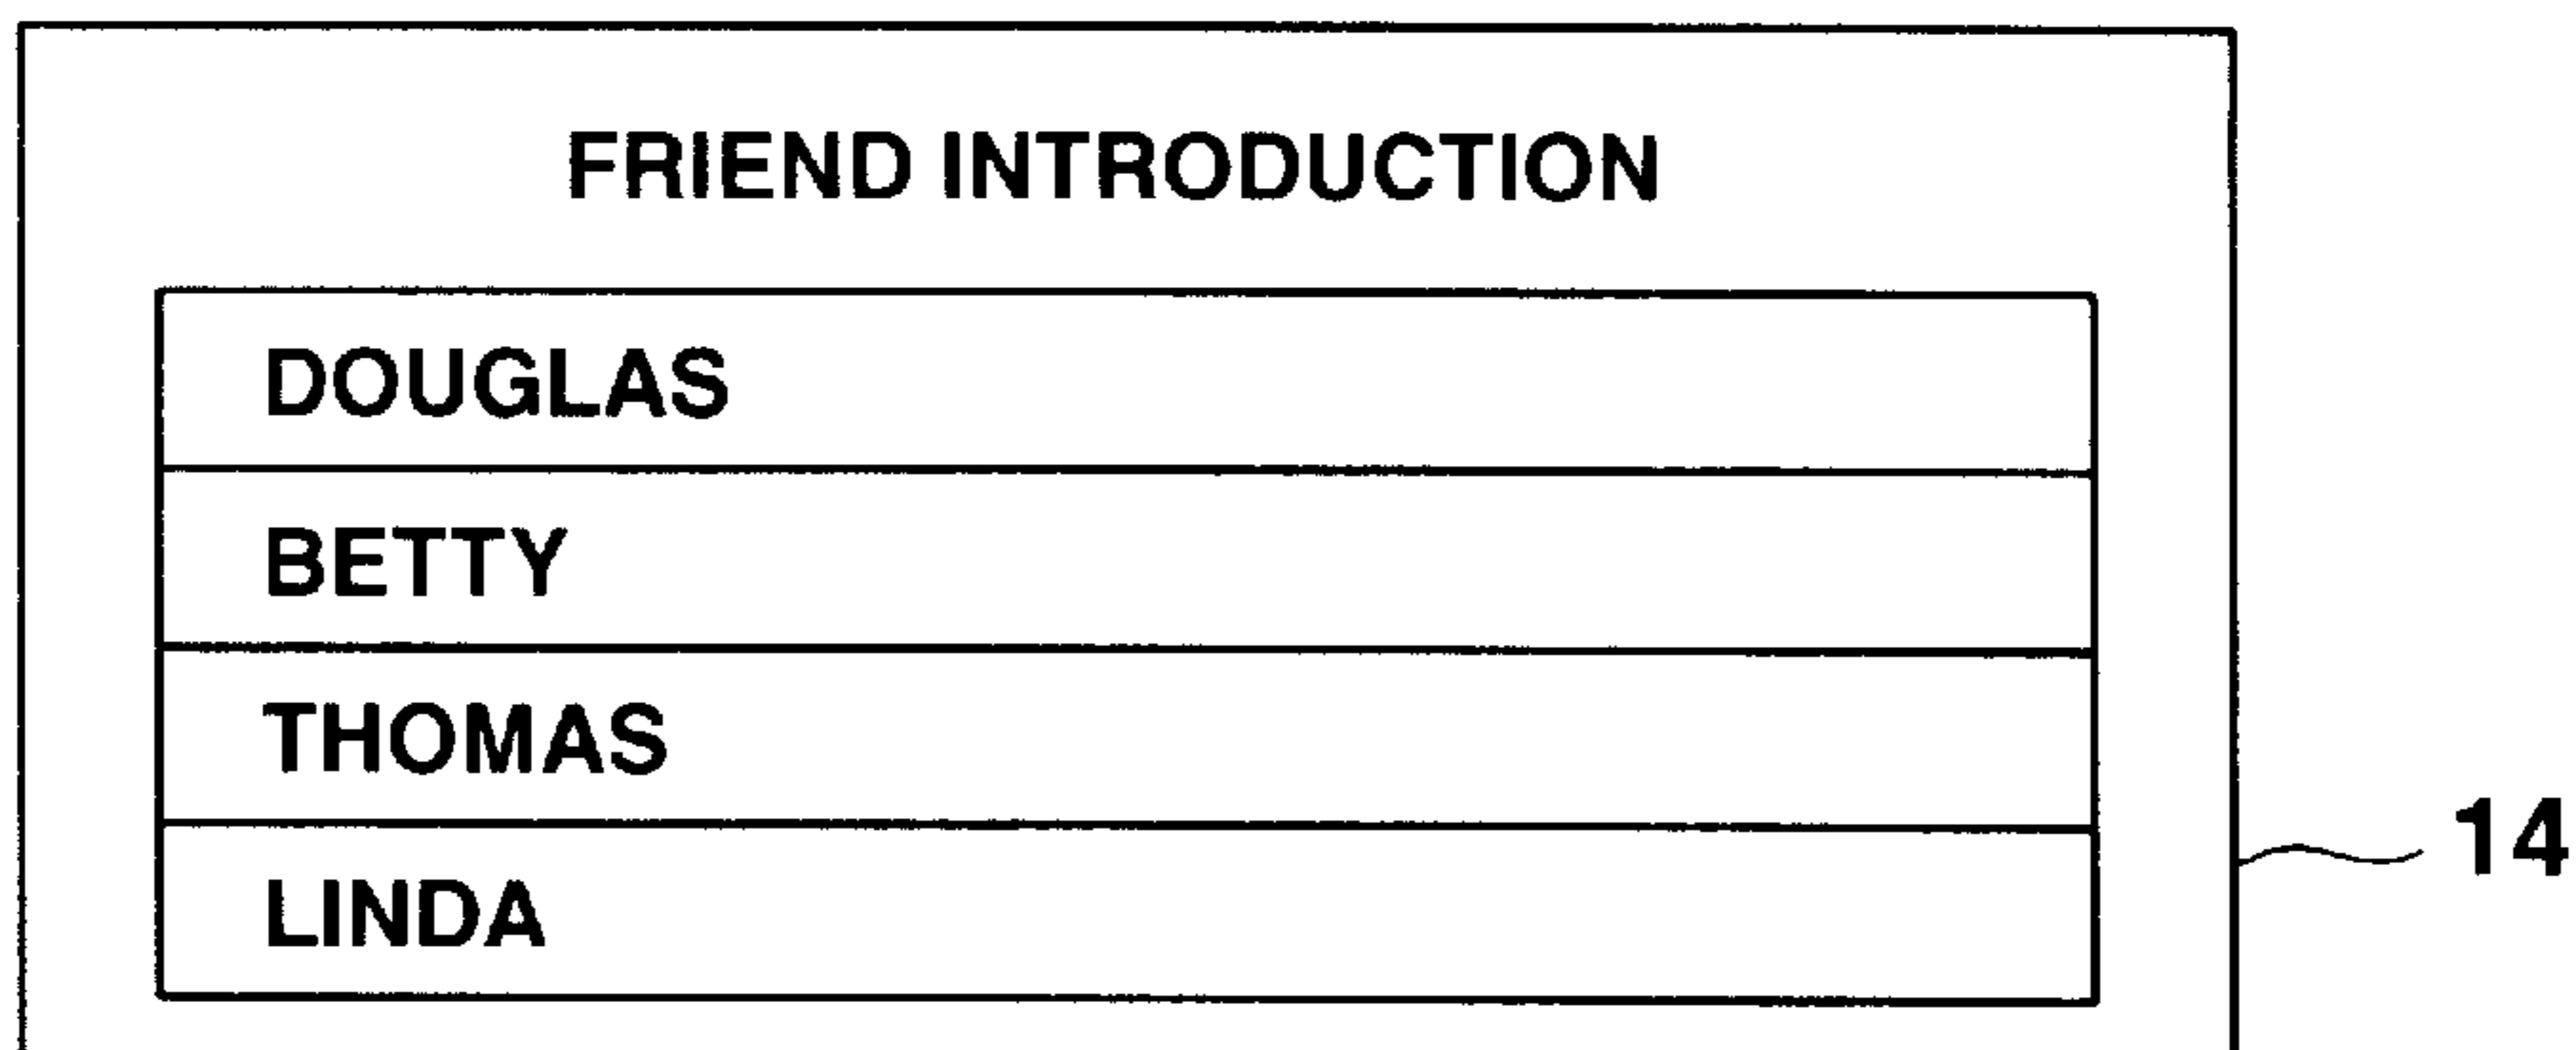 FRIEND INTRODUCTION
DOUGLAS
BETTY
THOMAS
LINDA
14